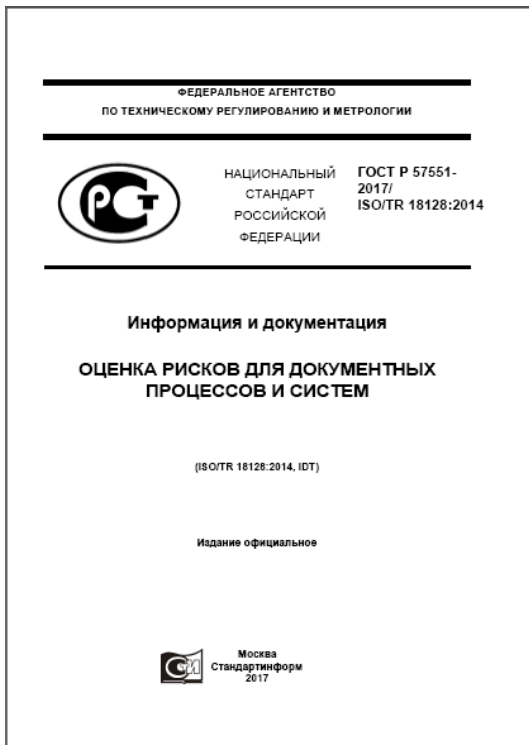 ФЕДЕРАЛЬНОЕ АГЕНТСТВО
ПО ТЕХНИЧЕСКОМУ РЕГУЛИРОВАНИЮ И МЕТРОЛОГИИ
РСТ
НАЦИОНАЛЬНЫЙ
СТАНДАРТ
РОССИЙСКОЙ
ФЕДЕРАЦИИ
ГОСТ Р 57551-
2017/
ISO/TR 18128:2014
Информация и документация
ОЦЕНКА РИСКОВ ДЛЯ ДОКУМЕНТНЫХ
ПРОЦЕССОВ И СИСТЕМ
(ISO/TR 18128:2014, IDT)
Издание официальное
Москва
Стандартинформ
2017